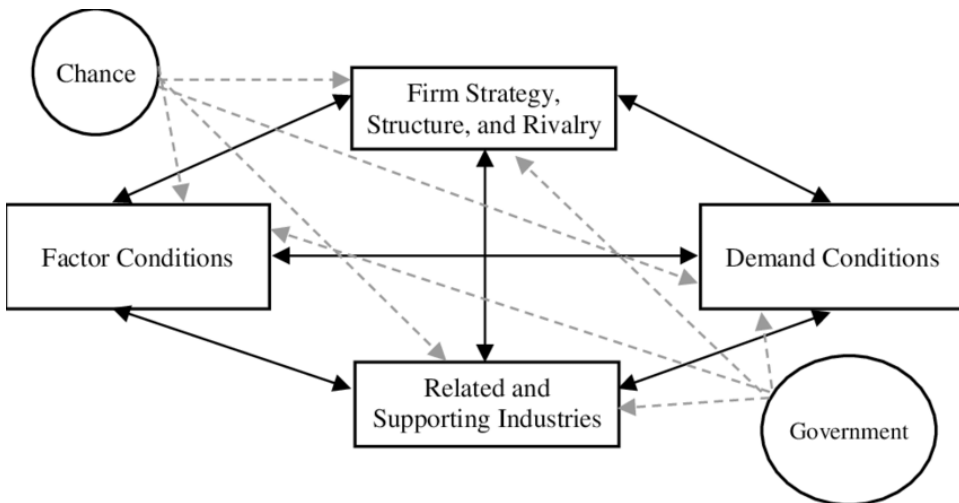 Chance
Firm Strategy,
Structure, and Rivalry
Factor Conditions
Demand Conditions
Related and
Supporting Industries
Government